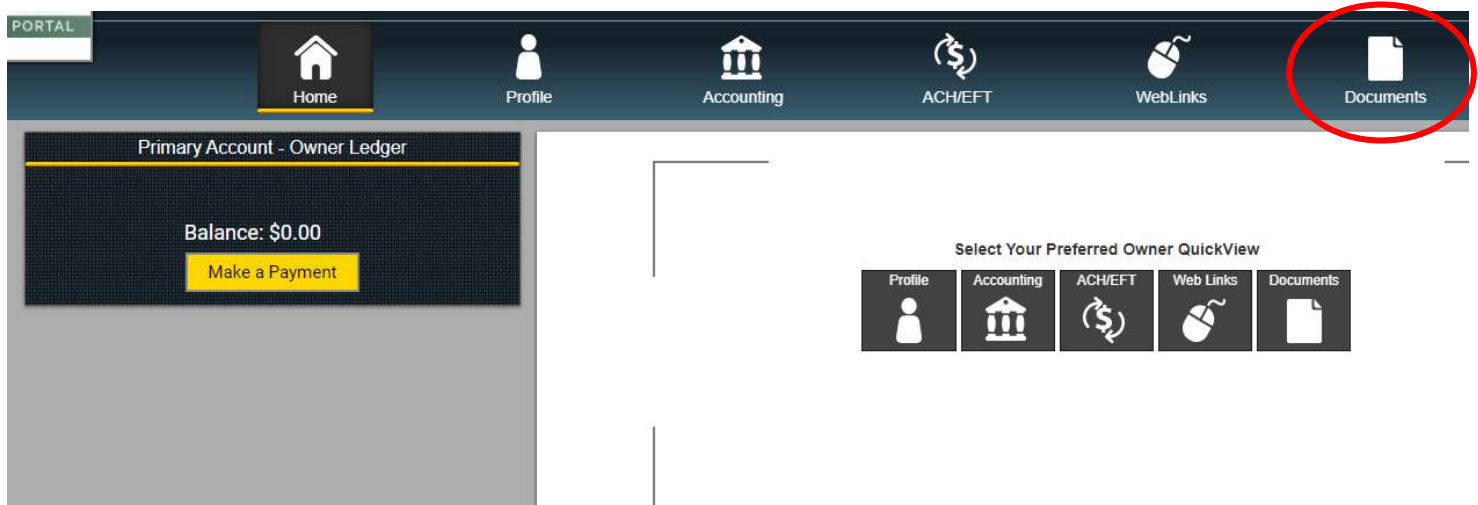 PORTAL
Home Profile Accounting ACH/EFT WebLinks Documents
Primary Account - Owner Ledger
Balance: $0.00
Make a Payment
Select Your Preferred Owner QuickView
Profile Accounting ACH/EFT Web Links Documents